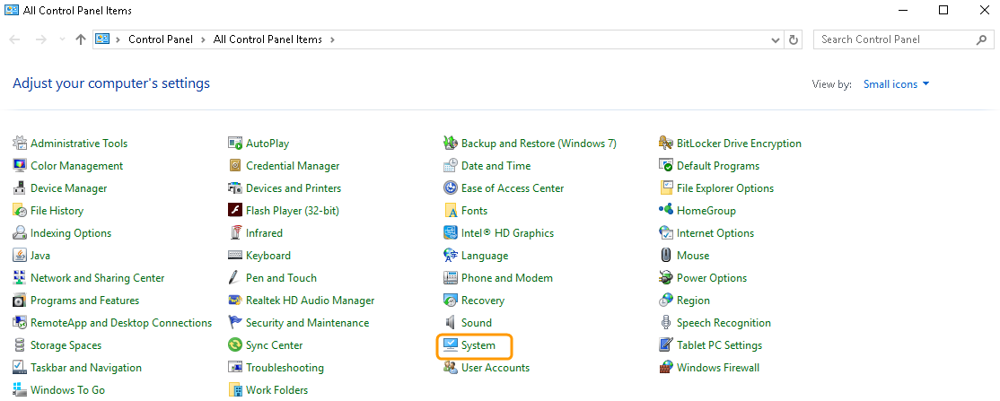 All Control Panel Items
Control Panel > All Control Panel Items >
Search Control Panel
Adjust your computer's settings
View by: Small icons
Administrative Tools
AutoPlay
Backup and Restore (Windows 7)
BitLocker Drive Encryption
Color Management
Credential Manager
Date and Time
Default Programs
Device Manager
Devices and Printers
Ease of Access Center
File Explorer Options
File History
Flash Player (32-bit)
Fonts
HomeGroup
Indexing Options
Infrared
Intel® HD Graphics
Internet Options
Java
Keyboard
Language
Mouse
Network and Sharing Center
Pen and Touch
Phone and Modem
Power Options
Programs and Features
Realtek HD Audio Manager
Recovery
Region
RemoteApp and Desktop Connections
Security and Maintenance
Sound
Speech Recognition
Storage Spaces
Sync Center
System
Tablet PC Settings
Taskbar and Navigation
Troubleshooting
User Accounts
Windows Firewall
Windows To Go
Work Folders